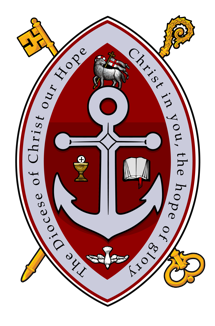 The Diocese of Christ our Hope
Christ in you, the hope of glory